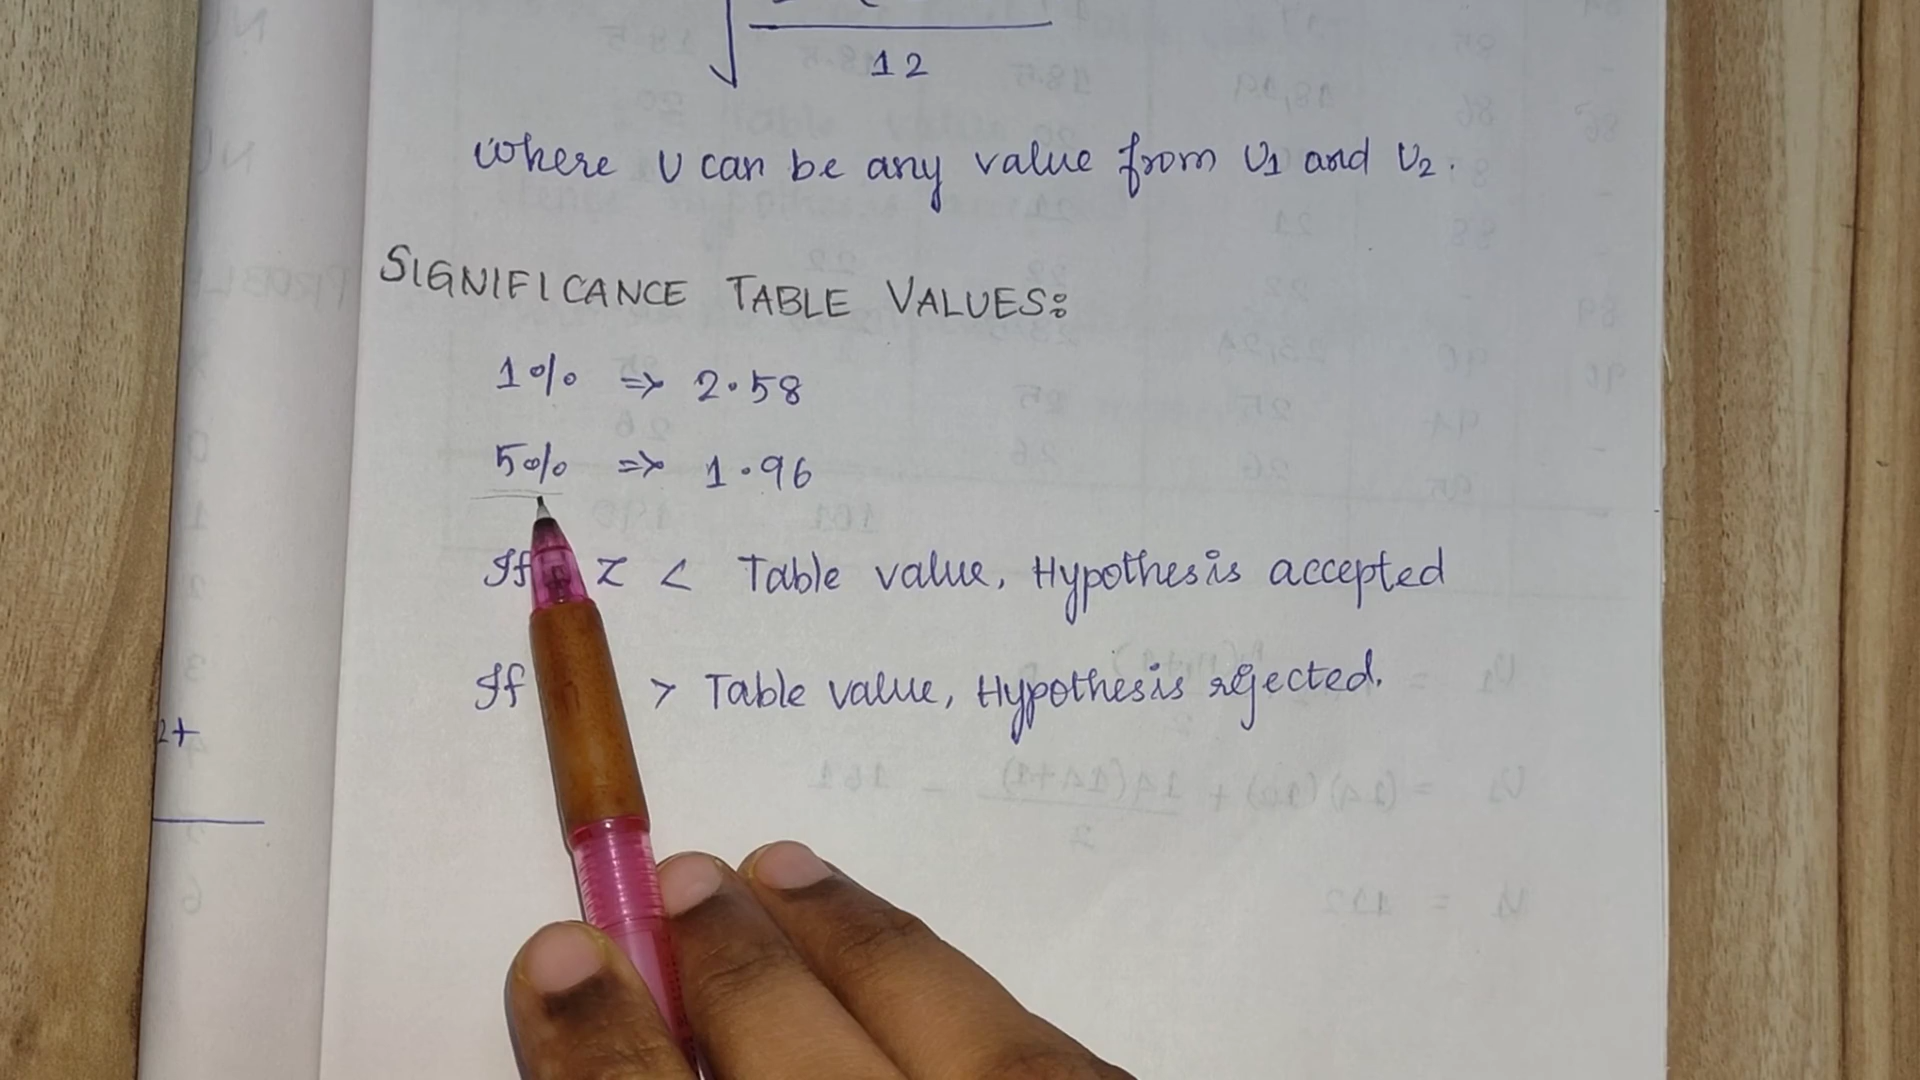 12
where U can be any value from U1 and U2.
SIGNIFICANCE TABLE VALUES:
1% => 2.58
5% => 1.96
If Z < Table value, Hypothesis accepted
If > Table value, Hypothesis rejected.
2+